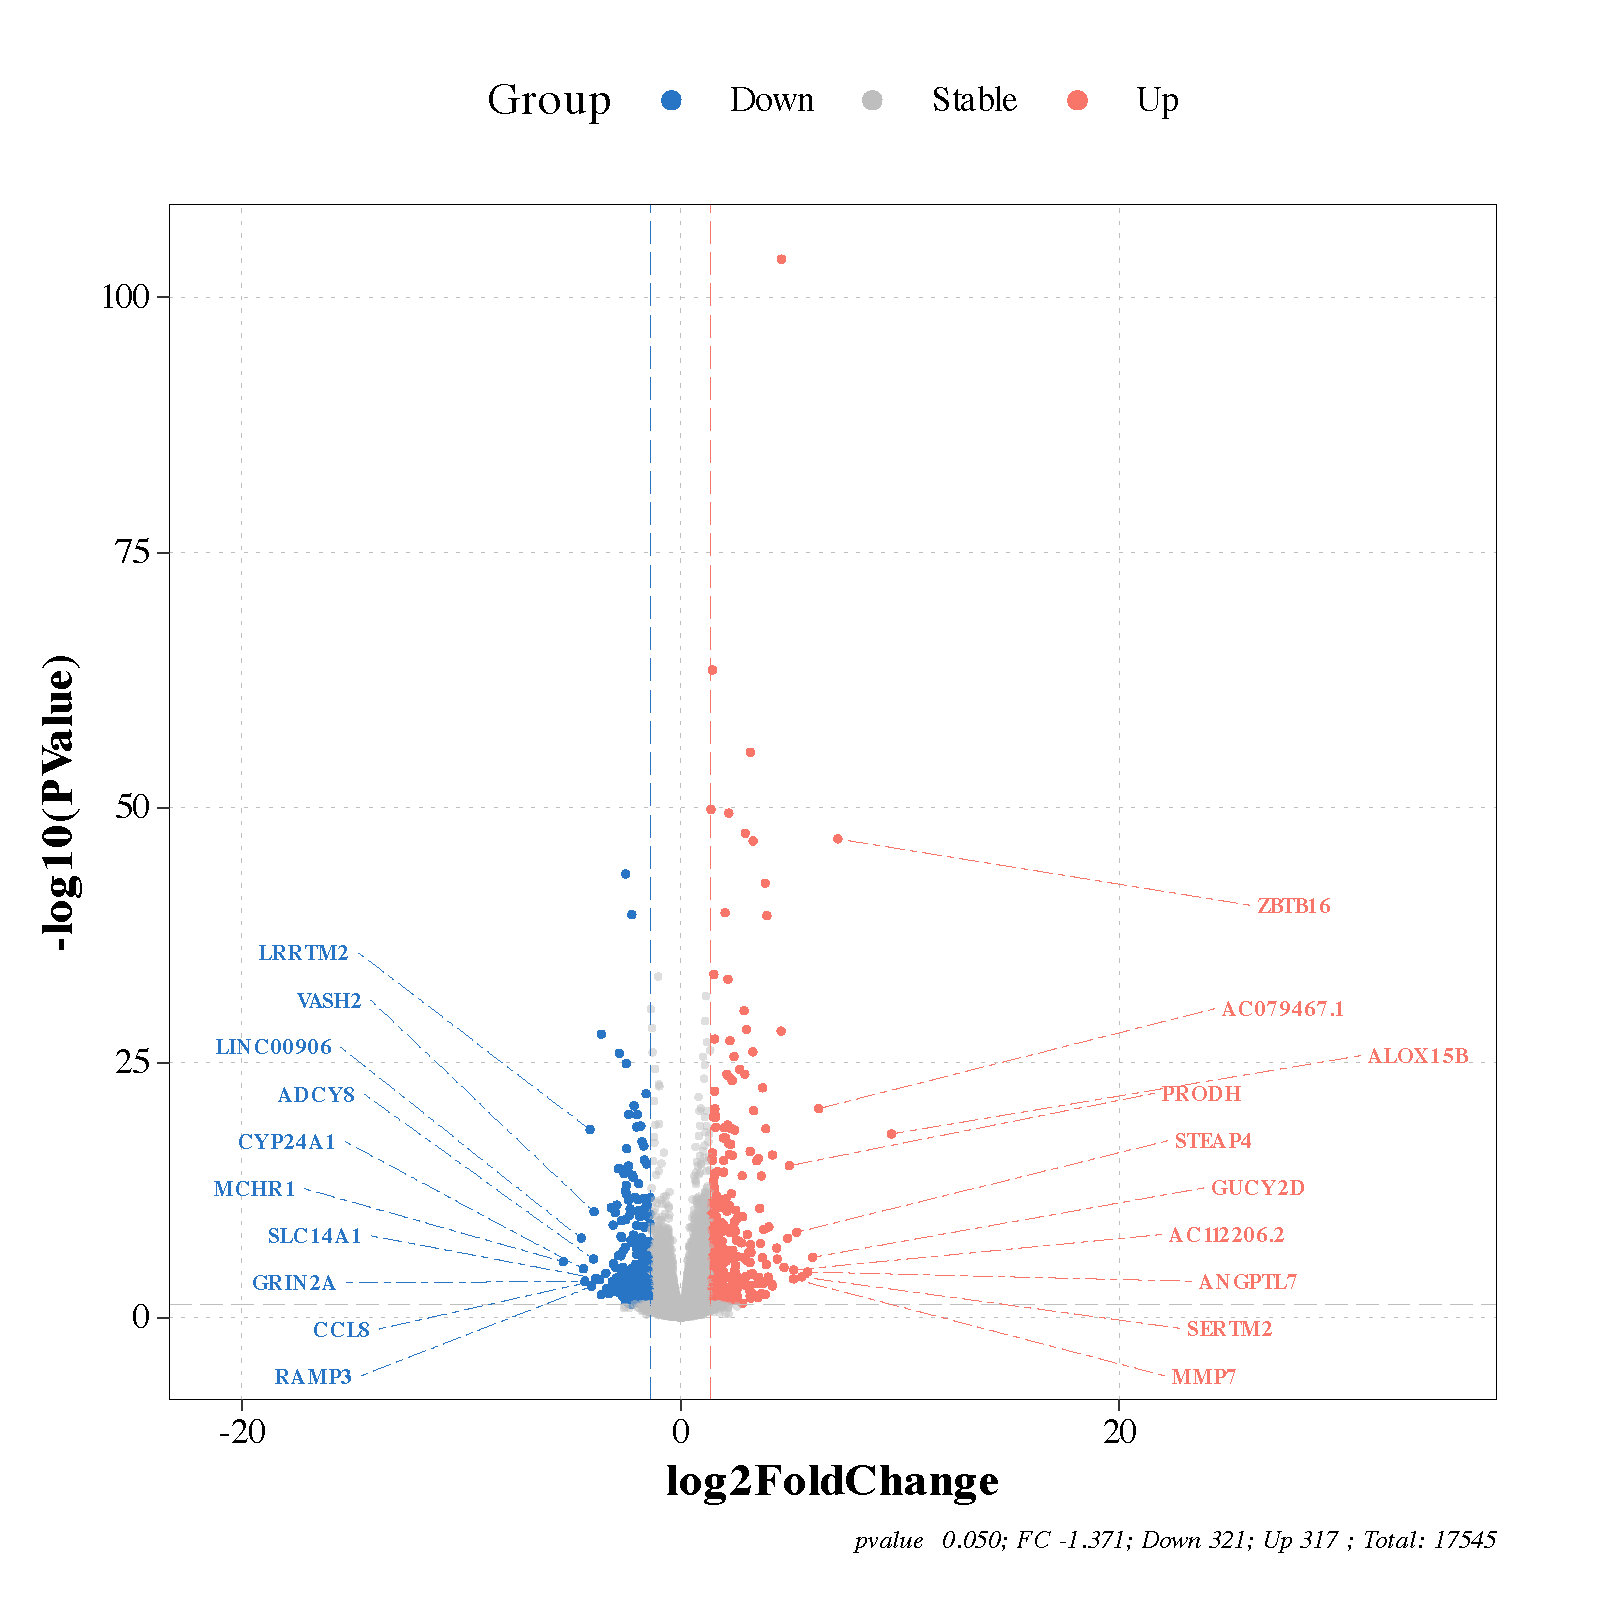 Group Down Stable Up
-log10(PValue)
100
75
50
25
0
LRRTM2
VASH2
LINC00906
ADCY8
CYP24A1
MCHR1
SLC14A1
GRIN2A
CCL8
RAMP3
ZBTB16
AC079467.1
ALOX15B
PRODH
STEAP4
GUCY2D
AC112206.2
ANGPTL7
SERTM2
MMP7
-20 0 20
log2FoldChange
pvalue 0.050; FC -1.371; Down 321; Up 317 ; Total: 17545